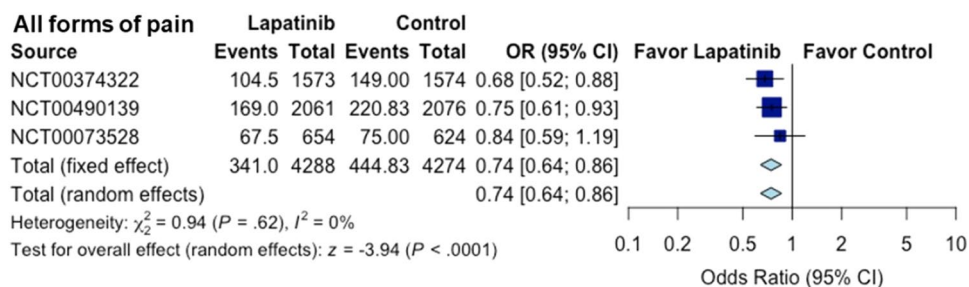 All forms of pain Lapatinib Control
Source Events Total Events Total OR (95% CI) Favor Lapatinib Favor Control
NCT00374322 104.5 1573 149.00 1574 0.68 [0.52; 0.88]
NCT00490139 169.0 2061 220.83 2076 0.75 [0.61; 0.93]
NCT00073528 67.5 654 75.00 624 0.84 [0.59; 1.19]
Total (fixed effect) 341.0 4288 444.83 4274 0.74 [0.64; 0.86]
Total (random effects) 0.74 [0.64; 0.86]
Heterogeneity: χ²₂ = 0.94 (P = .62), I² = 0%
Test for overall effect (random effects): z = -3.94 (P < .0001)
0.1 0.2 0.5 1 2 5 10
Odds Ratio (95% CI)